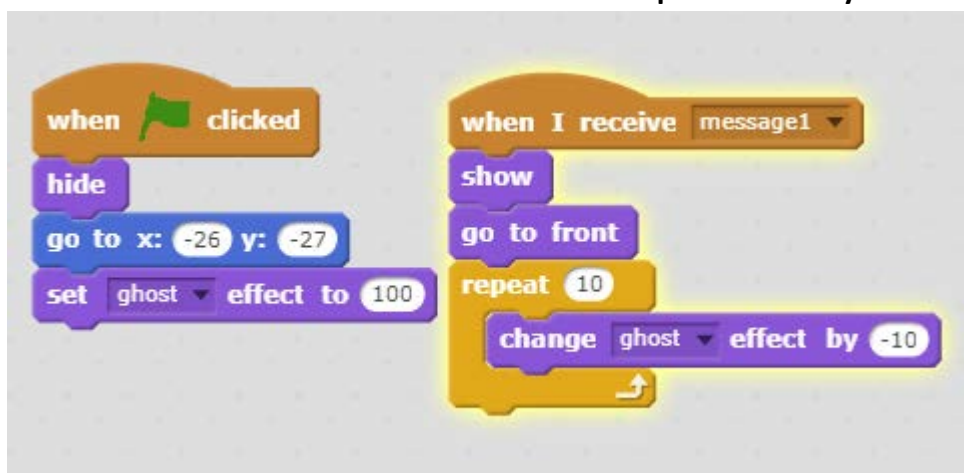 when clicked
hide
go to x: -26 y: -27
set ghost effect to 100
when I receive message1
show
go to front
repeat 10
change ghost effect by -10